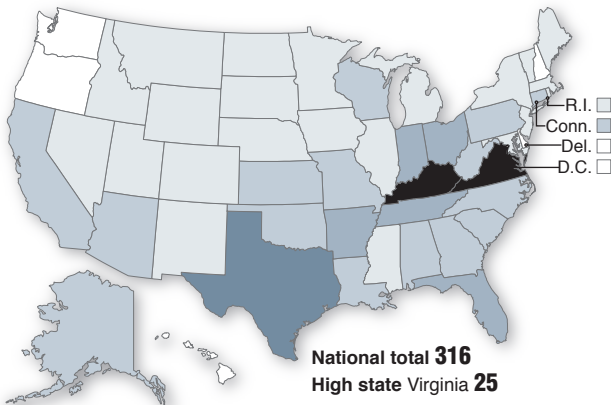 R.I.
Conn.
Del.
D.C.
National total 316
High state Virginia 25